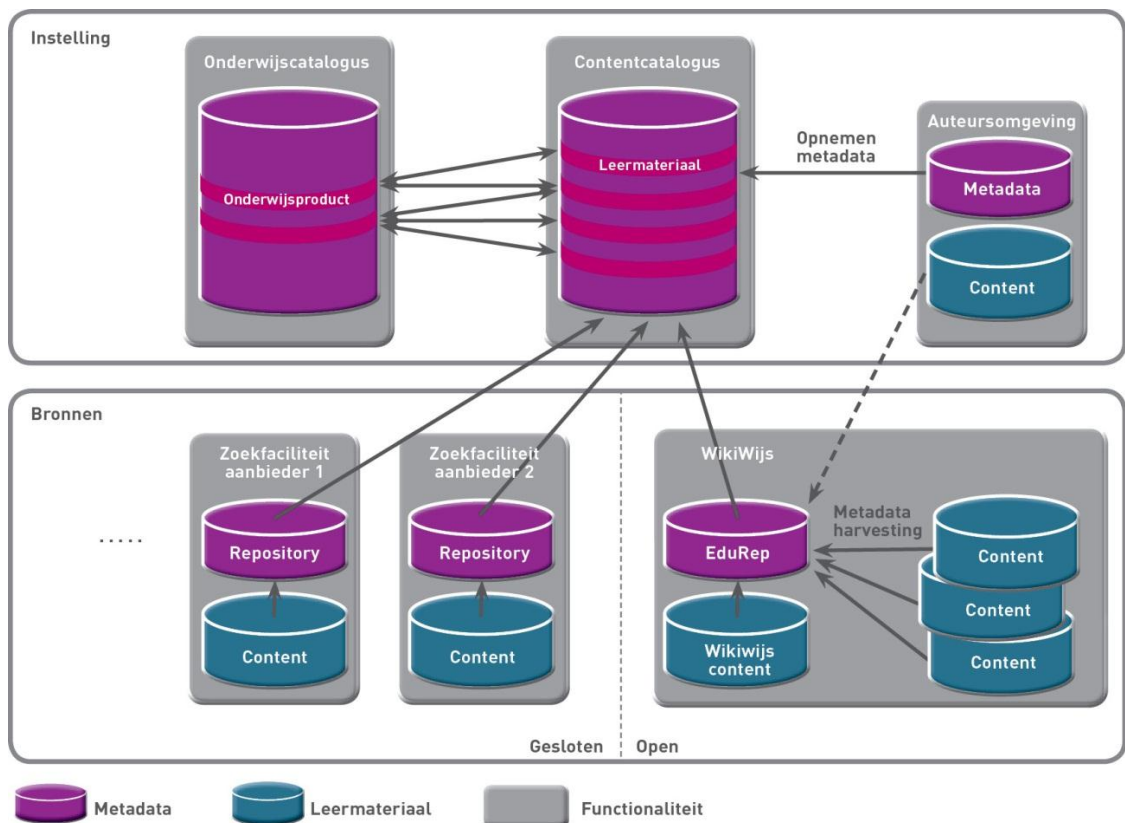 Instelling
Onderwijscatalogus
Onderwijsproduct
Contentcatalogus
Leermateriaal
Opnemen
metadata
Auteursomgeving
Metadata
Content
Bronnen
.....
Zoekfaciliteit
aanbieder 1
Repository
Content
Zoekfaciliteit
aanbieder 2
Repository
Content
WikiWijs
EduRep
Wikiwijs
content
Metadata
harvesting
Content
Content
Content
Gesloten
Open
Metadata
Leermateriaal
Functionaliteit